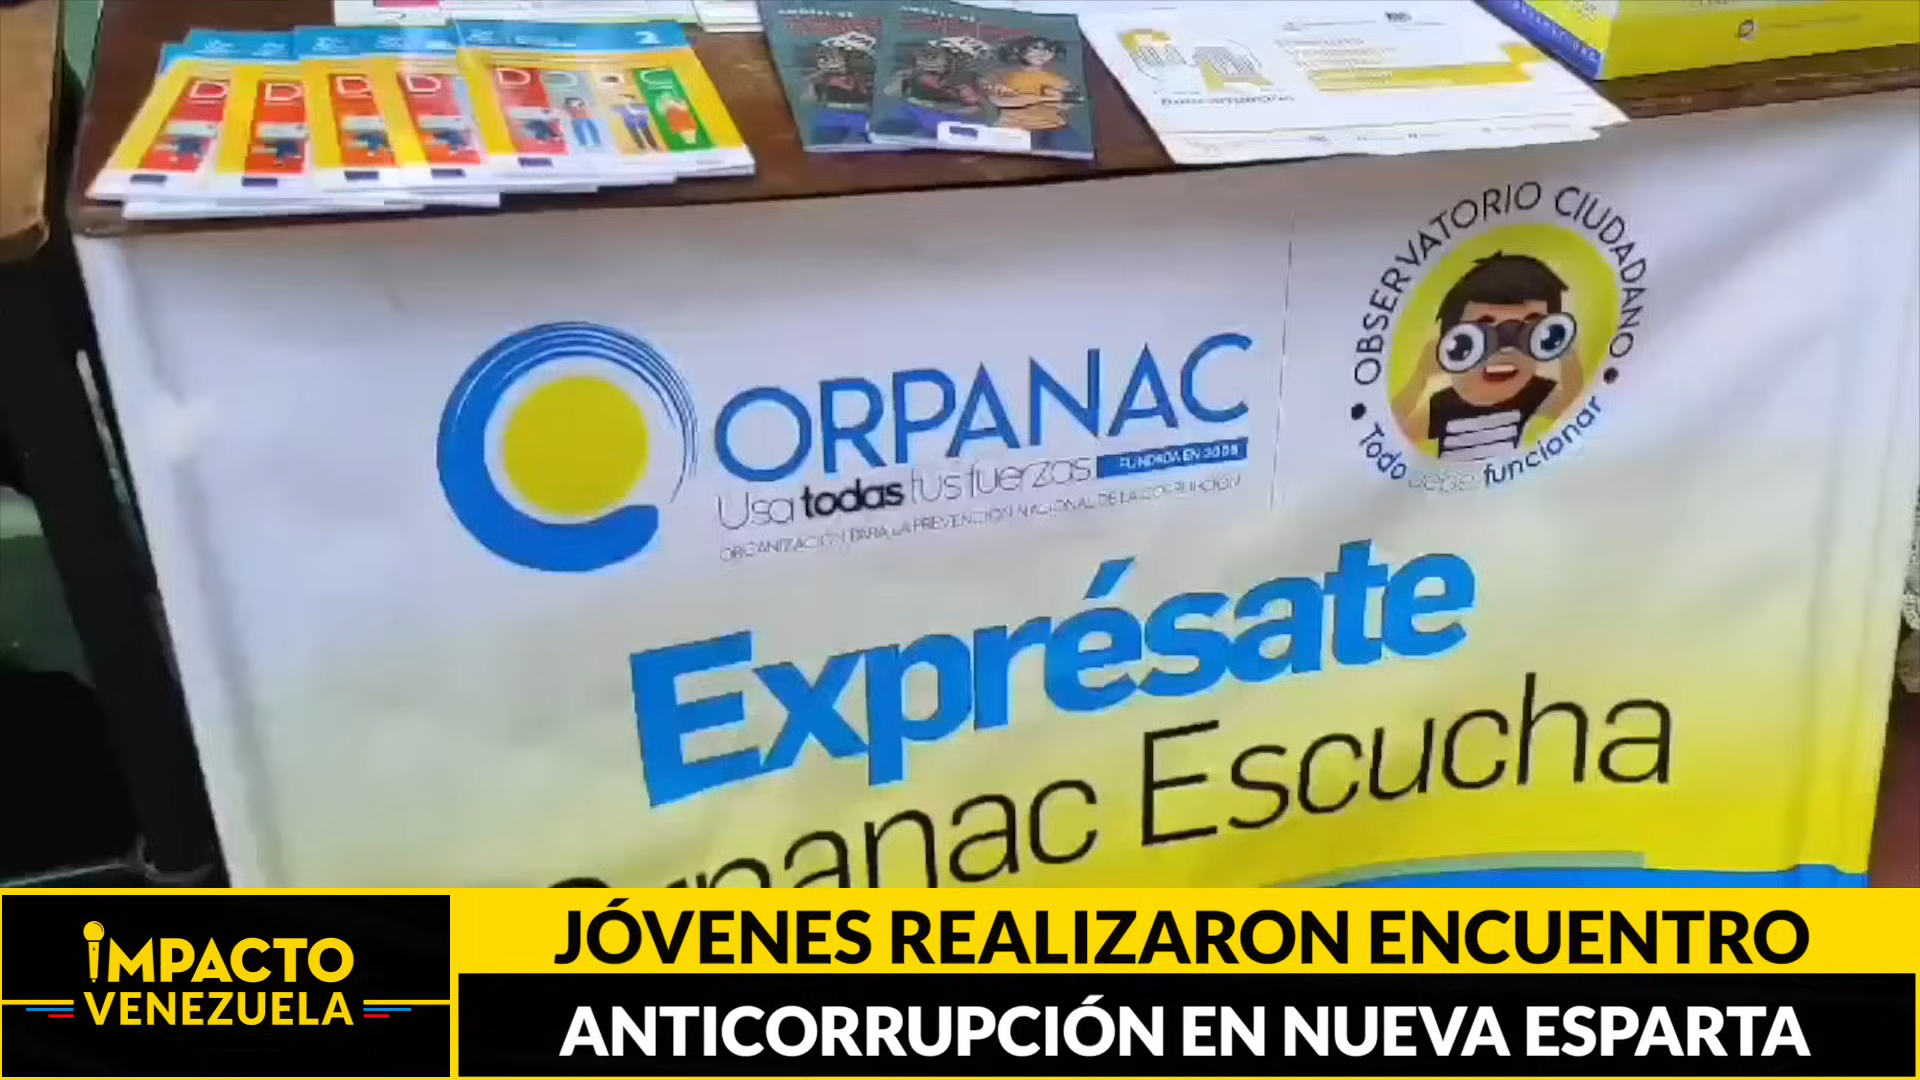 ORPANAC
Usa todas tus fuerzas FUNDADA EN 2006
ORGANIZACIÓN PARA LA PREVENCIÓN NACIONAL DE LA CORRUPCIÓN
OBSERVATORIO CIUDADANO
Todo debe funcionar
Exprésate
Orpanac Escucha
IMPACTO
VENEZUELA
JÓVENES REALIZARON ENCUENTRO
ANTICORRUPCIÓN EN NUEVA ESPARTA